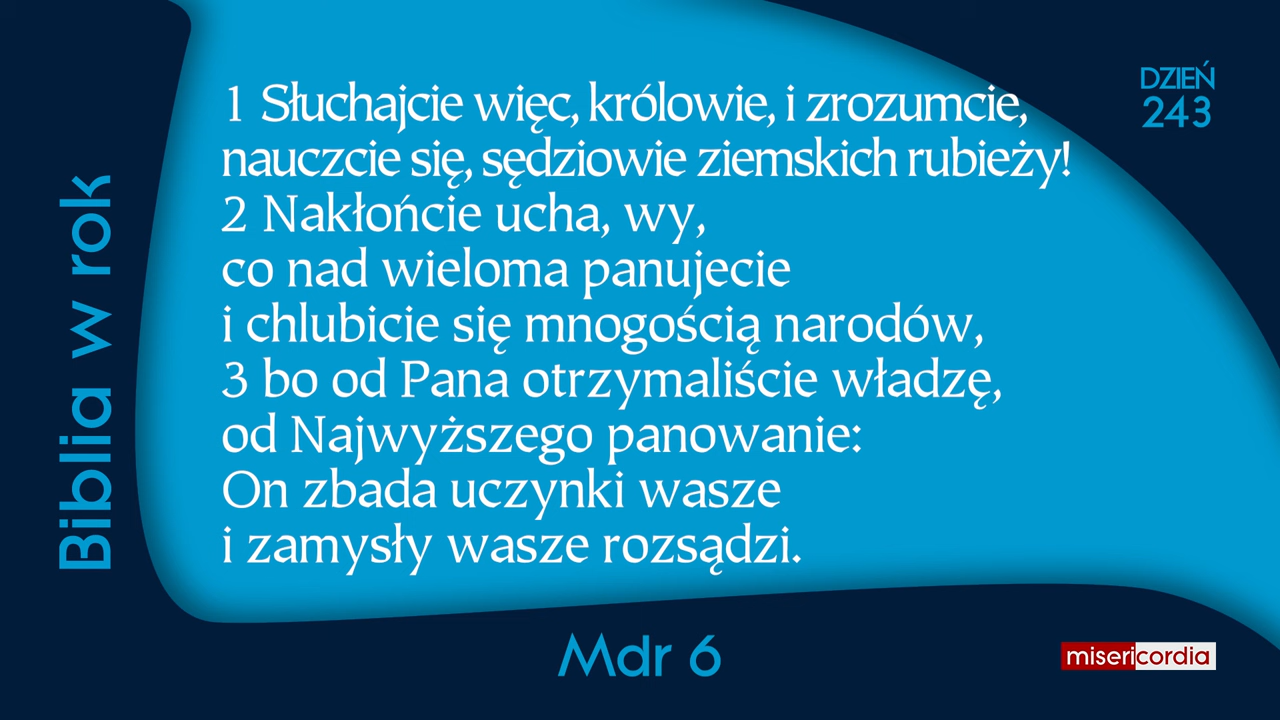 DZIEŃ
243
1 Słuchajcie więc, królowie, i zrozumcie,
nauczcie się, sędziowie ziemskich rubieży!
2 Nakłońcie ucha, wy,
co nad wieloma panujecie
i chlubicie się mnogością narodów,
3 bo od Pana otrzymaliście władzę,
od Najwyższego panowanie:
On zbada uczynki wasze
i zamysły wasze rozsądzi.
Biblia w rok
Mdr 6
misericordia